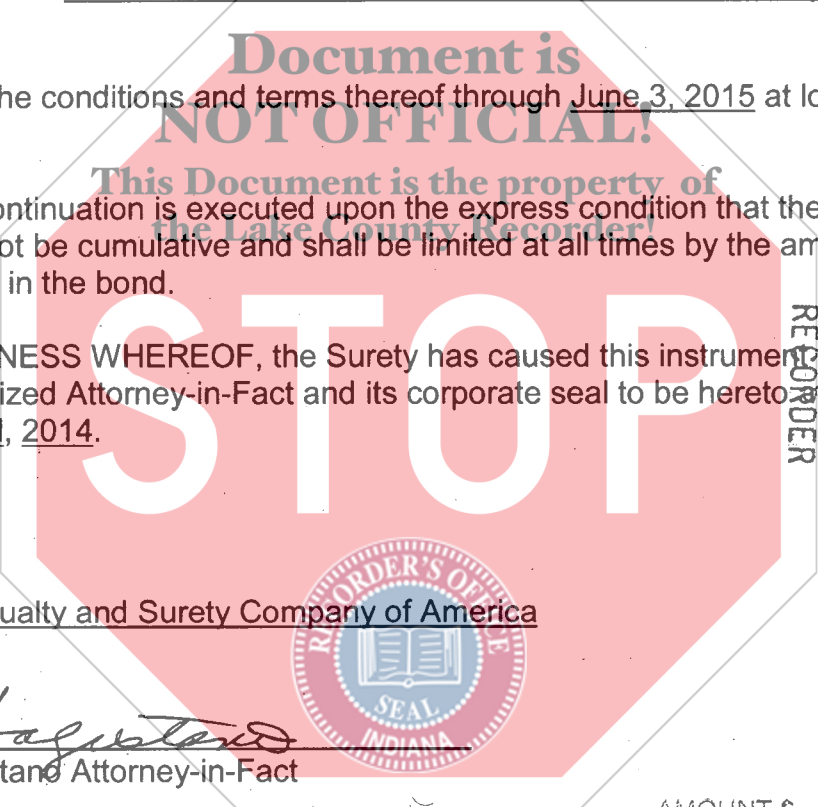 Document is
he conditions and terms thereof through June 3, 2015 at lo
NOT OFFICIAL!
This Document is the property of
ontinuation is executed upon the express condition that the
the Lake County Recorder!
ot be cumulative and shall be limited at all times by the am
in the bond.
STOP
NESS WHEREOF, the Surety has caused this instrument
ized Attorney-in-Fact and its corporate seal to be hereto a
, 2014.
RECORDER
RECORDER'S OFFICE
ualty and Surety Company of America
SEAL
INDIANA
tano Attorney-in-Fact
AMOUNT $